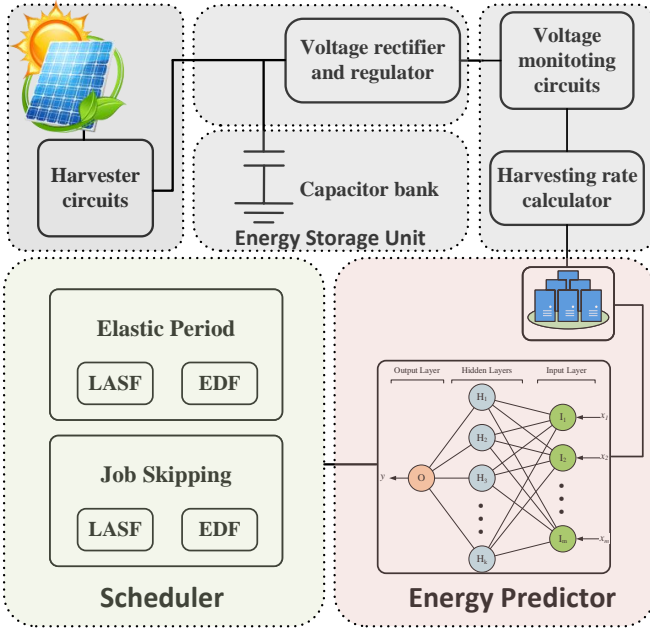 Voltage rectifier
and regulator
Voltage
monitoting
circuits
Harvester
circuits
Capacitor bank
Energy Storage Unit
Harvesting rate
calculator
Elastic Period
LASF
EDF
Job Skipping
LASF
EDF
Scheduler
Output Layer
Hidden Layers
Input Layer
H1
H2
H3
Hk
I1
I2
Im
x1
x2
xm
O
y
Energy Predictor